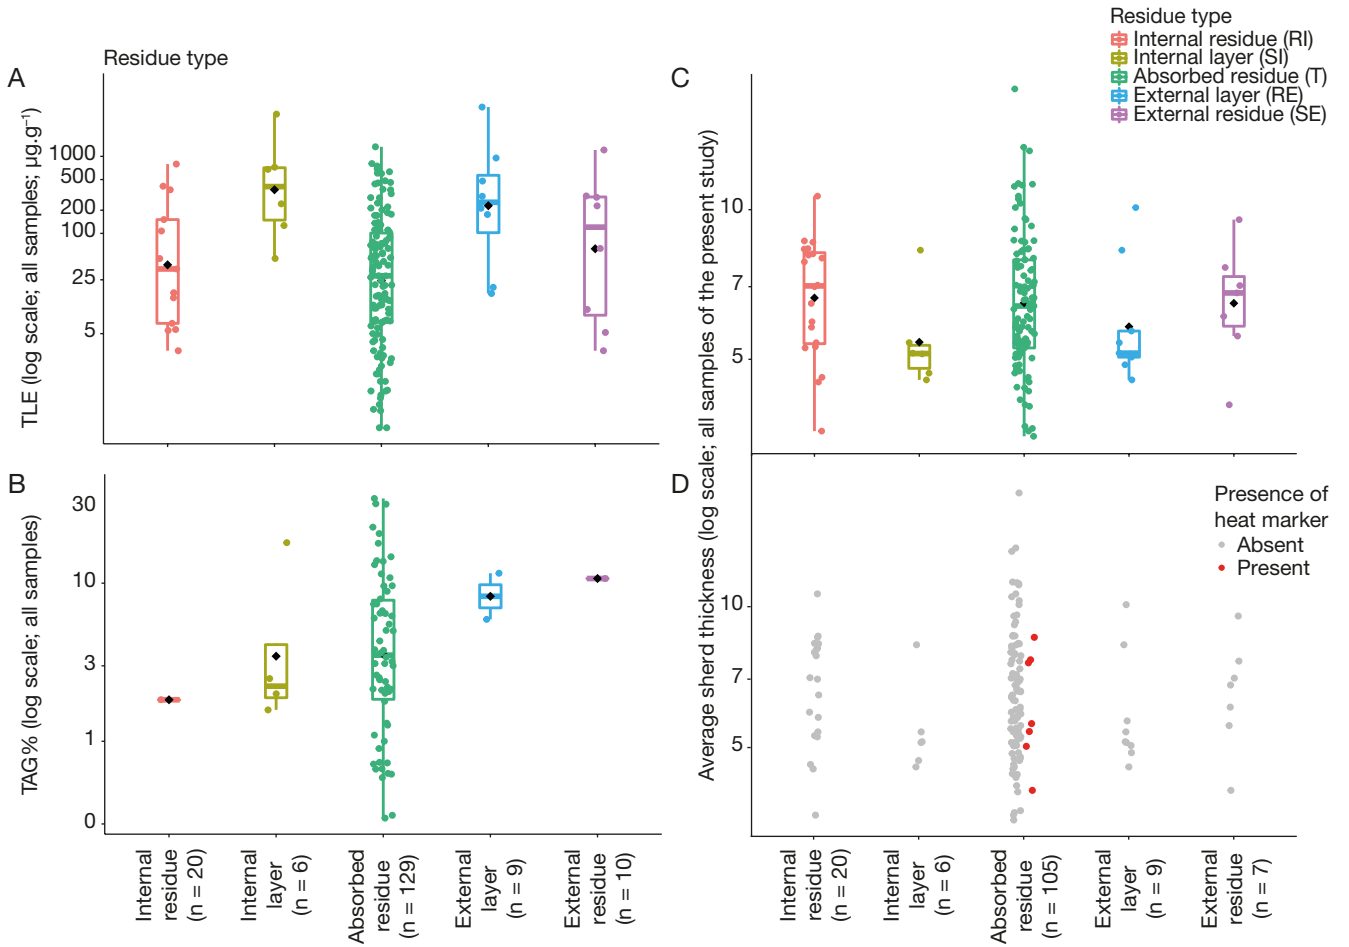 Residue type
A
TLE (log scale; all samples; µg.g⁻¹)
1000
500
200
100
25
5
B
TAG% (log scale; all samples)
30
10
3
1
0
Internal
residue (RI)
(n = 20)
Internal
layer
(n = 6)
Absorbed
residue
(n = 129)
External
layer
(n = 9)
External
residue
(n = 10)
C
Residue type
Internal residue (RI)
Internal layer (SI)
Absorbed residue (T)
External layer (RE)
External residue (SE)
Average sherd thickness (log scale; all samples of the present study)
10
7
5
D
Presence of
heat marker
Absent
Present
10
7
5
Internal
residue
(n = 20)
Internal
layer
(n = 6)
Absorbed
residue
(n = 105)
External
layer
(n = 9)
External
residue
(n = 7)